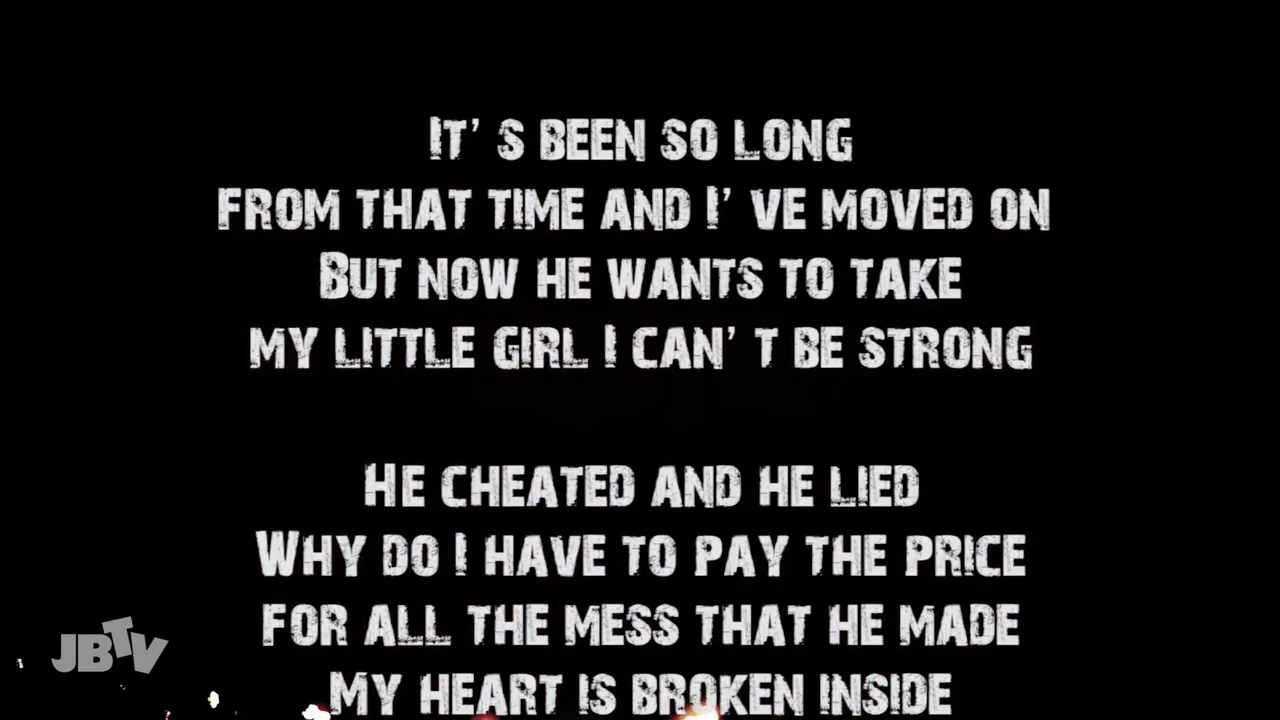 It's been so long
from that time and I've moved on
But now he wants to take
my little girl I can't be strong
He cheated and he lied
Why do I have to pay the price
for all the mess that he made
My heart is broken inside
JBTV